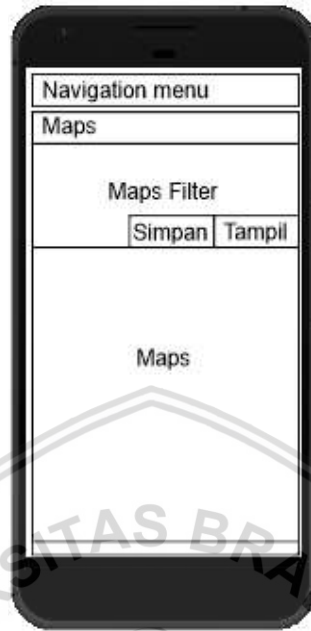 Navigation menu
Maps
Maps Filter
Simpan Tampil
Maps
SITAS BRA